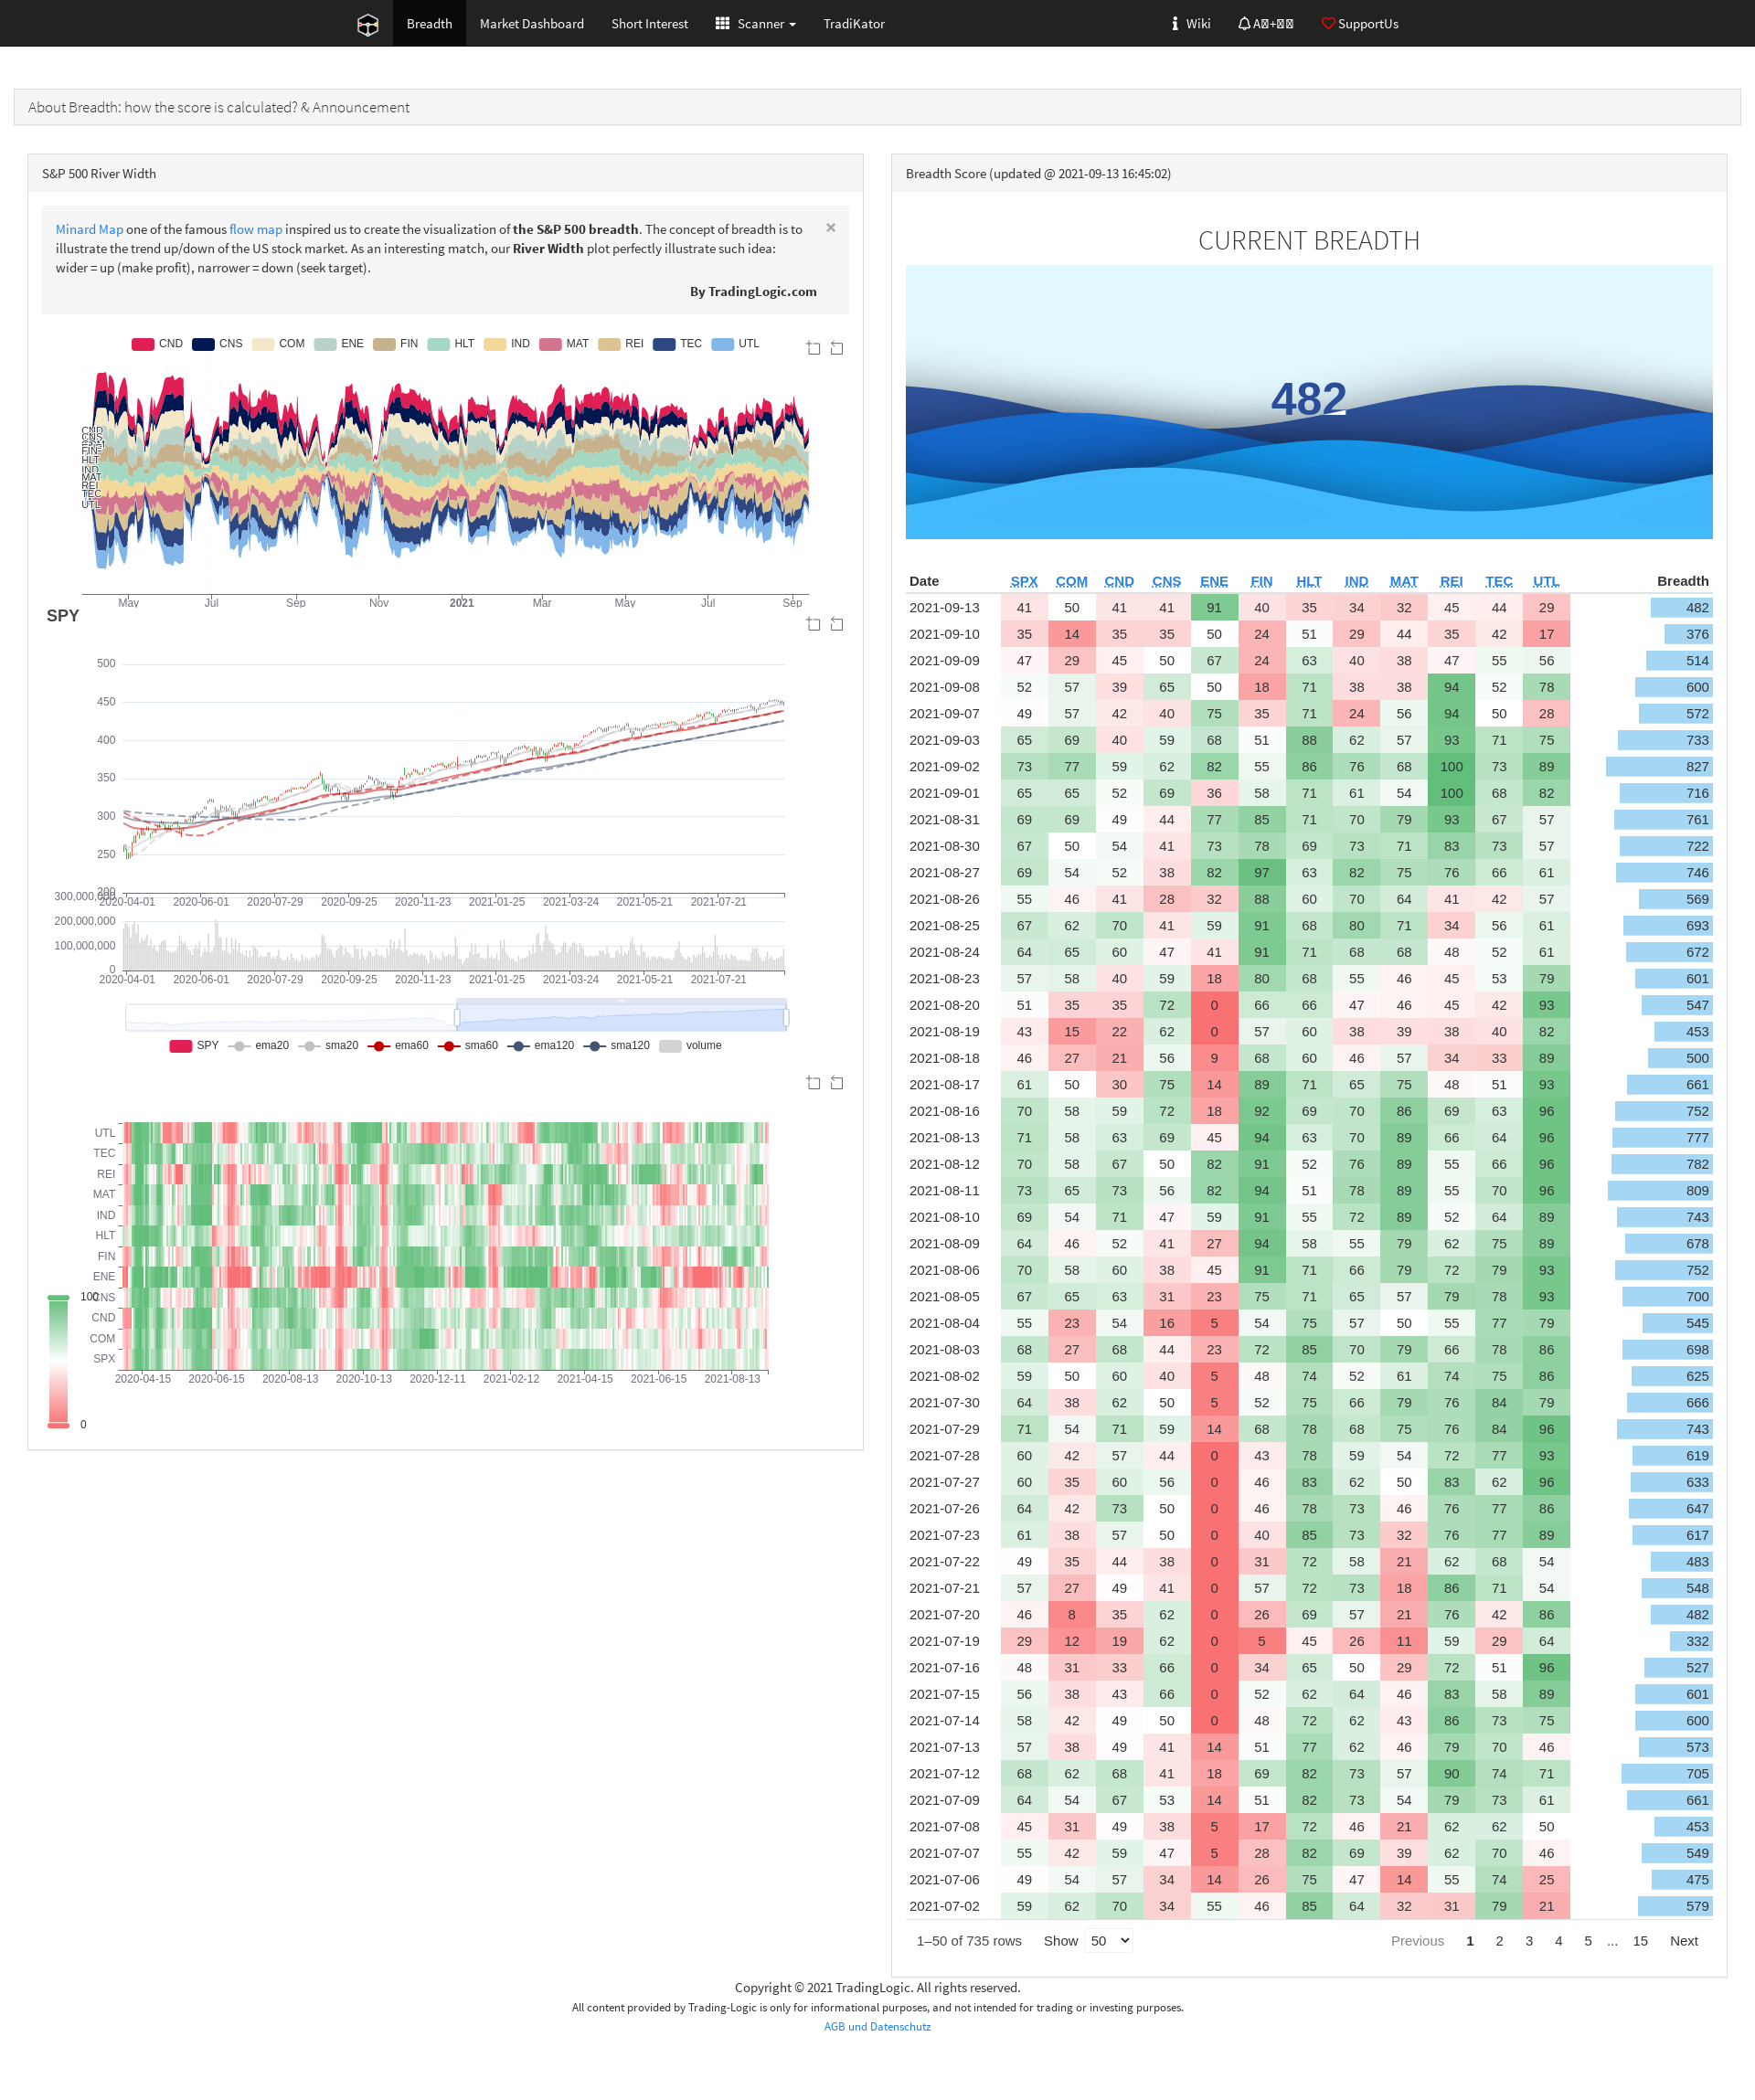 Breadth Market Dashboard Short Interest Scanner TradiKator Wiki SupportUs
About Breadth: how the score is calculated? & Announcement
S&P 500 River Width
Minard Map one of the famous flow map inspired us to create the visualization of the S&P 500 breadth. The concept of breadth is to
illustrate the trend up/down of the US stock market. As an interesting match, our River Width plot perfectly illustrate such idea:
wider = up (make profit), narrower = down (seek target).
×
By TradingLogic.com
CND CNS COM ENE FIN HLT IND MAT REI TEC UTL
CND
CNS
FIN
HLT
IND
MAT
REI
TEC
UTL
May Jul Sep Nov 2021 Mar May Jul Sep
SPY
500
450
400
350
300
250
200
2020-04-01 2020-06-01 2020-07-29 2020-09-25 2020-11-23 2021-01-25 2021-03-24 2021-05-21 2021-07-21
300,000,000
200,000,000
100,000,000
0
2020-04-01 2020-06-01 2020-07-29 2020-09-25 2020-11-23 2021-01-25 2021-03-24 2021-05-21 2021-07-21
SPY ema20 sma20 ema60 sma60 ema120 sma120 volume
UTL
TEC
REI
MAT
IND
HLT
FIN
ENE
CNS
CND
COM
SPX
100
0
2020-04-15 2020-06-15 2020-08-13 2020-10-13 2020-12-11 2021-02-12 2021-04-15 2021-06-15 2021-08-13
Breadth Score (updated @ 2021-09-13 16:45:02)
CURRENT BREADTH
482
Date SPX COM CND CNS ENE FIN HLT IND MAT REI TEC UTL Breadth
2021-09-13 41 50 41 41 91 40 35 34 32 45 44 29 482
2021-09-10 35 14 35 35 50 24 51 29 44 35 42 17 376
2021-09-09 47 29 45 50 67 24 63 40 38 47 55 56 514
2021-09-08 52 57 39 65 50 18 71 38 38 94 52 78 600
2021-09-07 49 57 42 40 75 35 71 24 56 94 50 28 572
2021-09-03 65 69 40 59 68 51 88 62 57 93 71 75 733
2021-09-02 73 77 59 62 82 55 86 76 68 100 73 89 827
2021-09-01 65 65 52 69 36 58 71 61 54 100 68 82 716
2021-08-31 69 69 49 44 77 85 71 70 79 93 67 57 761
2021-08-30 67 50 54 41 73 78 69 73 71 83 73 57 722
2021-08-27 69 54 52 38 82 97 63 82 75 76 66 61 746
2021-08-26 55 46 41 28 32 88 60 70 64 41 42 57 569
2021-08-25 67 62 70 41 59 91 68 80 71 34 56 61 693
2021-08-24 64 65 60 47 41 91 71 68 68 48 52 61 672
2021-08-23 57 58 40 59 18 80 68 55 46 45 53 79 601
2021-08-20 51 35 35 72 0 66 66 47 46 45 42 93 547
2021-08-19 43 15 22 62 0 57 60 38 39 38 40 82 453
2021-08-18 46 27 21 56 9 68 60 46 57 34 33 89 500
2021-08-17 61 50 30 75 14 89 71 65 75 48 51 93 661
2021-08-16 70 58 59 72 18 92 69 70 86 69 63 96 752
2021-08-13 71 58 63 69 45 94 63 70 89 66 64 96 777
2021-08-12 70 58 67 50 82 91 52 76 89 55 66 96 782
2021-08-11 73 65 73 56 82 94 51 78 89 55 70 96 809
2021-08-10 69 54 71 47 59 91 55 72 89 52 64 89 743
2021-08-09 64 46 52 41 27 94 58 55 79 62 75 89 678
2021-08-06 70 58 60 38 45 91 71 66 79 72 79 93 752
2021-08-05 67 65 63 31 23 75 71 65 57 79 78 93 700
2021-08-04 55 23 54 16 5 54 75 57 50 55 77 79 545
2021-08-03 68 27 68 44 23 72 85 70 79 66 78 86 698
2021-08-02 59 50 60 40 5 48 74 52 61 74 75 86 625
2021-07-30 64 38 62 50 5 52 75 66 79 76 84 79 666
2021-07-29 71 54 71 59 14 68 78 68 75 76 84 96 743
2021-07-28 60 42 57 44 0 43 78 59 54 72 77 93 619
2021-07-27 60 35 60 56 0 46 83 62 50 83 62 96 633
2021-07-26 64 42 73 50 0 46 78 73 46 76 77 86 647
2021-07-23 61 38 57 50 0 40 85 73 32 76 77 89 617
2021-07-22 49 35 44 38 0 31 72 58 21 62 68 54 483
2021-07-21 57 27 49 41 0 57 72 73 18 86 71 54 548
2021-07-20 46 8 35 62 0 26 69 57 21 76 42 86 482
2021-07-19 29 12 19 62 0 5 45 26 11 59 29 64 332
2021-07-16 48 31 33 66 0 34 65 50 29 72 51 96 527
2021-07-15 56 38 43 66 0 52 62 64 46 83 58 89 601
2021-07-14 58 42 49 50 0 48 72 62 43 86 73 75 600
2021-07-13 57 38 49 41 14 51 77 62 46 79 70 46 573
2021-07-12 68 62 68 41 18 69 82 73 57 90 74 71 705
2021-07-09 64 54 67 53 14 51 82 73 54 79 73 61 661
2021-07-08 45 31 49 38 5 17 72 46 21 62 62 50 453
2021-07-07 55 42 59 47 5 28 82 69 39 62 70 46 549
2021-07-06 49 54 57 34 14 26 75 47 14 55 74 25 475
2021-07-02 59 62 70 34 55 46 85 64 32 31 79 21 579
1–50 of 735 rows Show 50 Previous 1 2 3 4 5 ... 15 Next
Copyright © 2021 TradingLogic. All rights reserved.
All content provided by Trading-Logic is only for informational purposes, and not intended for trading or investing purposes.
AGB und Datenschutz